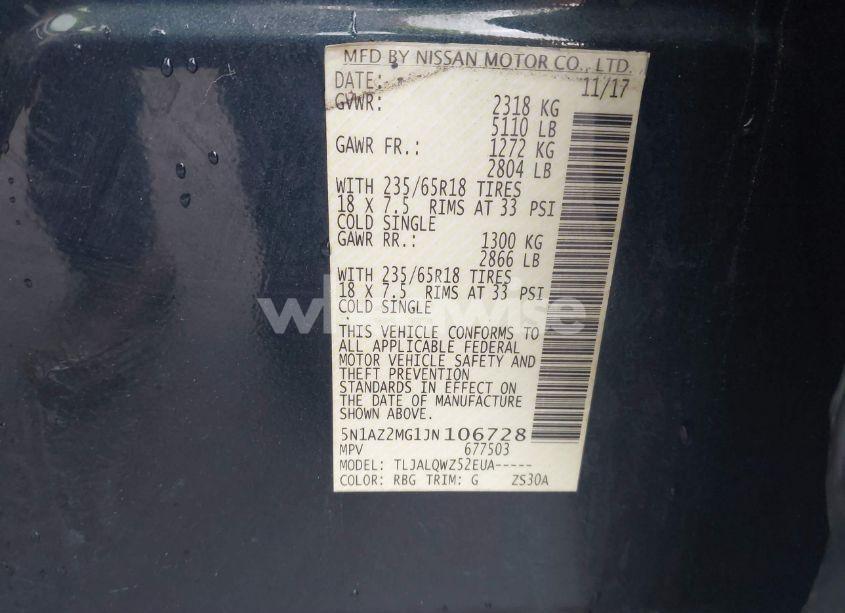 MFD BY NISSAN MOTOR CO., LTD.
DATE: 11/17
GVWR: 2318 KG
5110 LB
GAWR FR.: 1272 KG
2804 LB
WITH 235/65R18 TIRES
18 X 7.5 RIMS AT 33 PSI
COLD SINGLE
GAWR RR.: 1300 KG
2866 LB
WITH 235/65R18 TIRES
18 X 7.5 RIMS AT 33 PSI
COLD SINGLE
THIS VEHICLE CONFORMS TO
ALL APPLICABLE FEDERAL
MOTOR VEHICLE SAFETY AND
THEFT PREVENTION
STANDARDS IN EFFECT ON
THE DATE OF MANUFACTURE
SHOWN ABOVE.
5N1AZ2MG1JN106728
MPV 677503
MODEL: TLJALQWZ52EUA-----
COLOR: RBG TRIM: G ZS30A